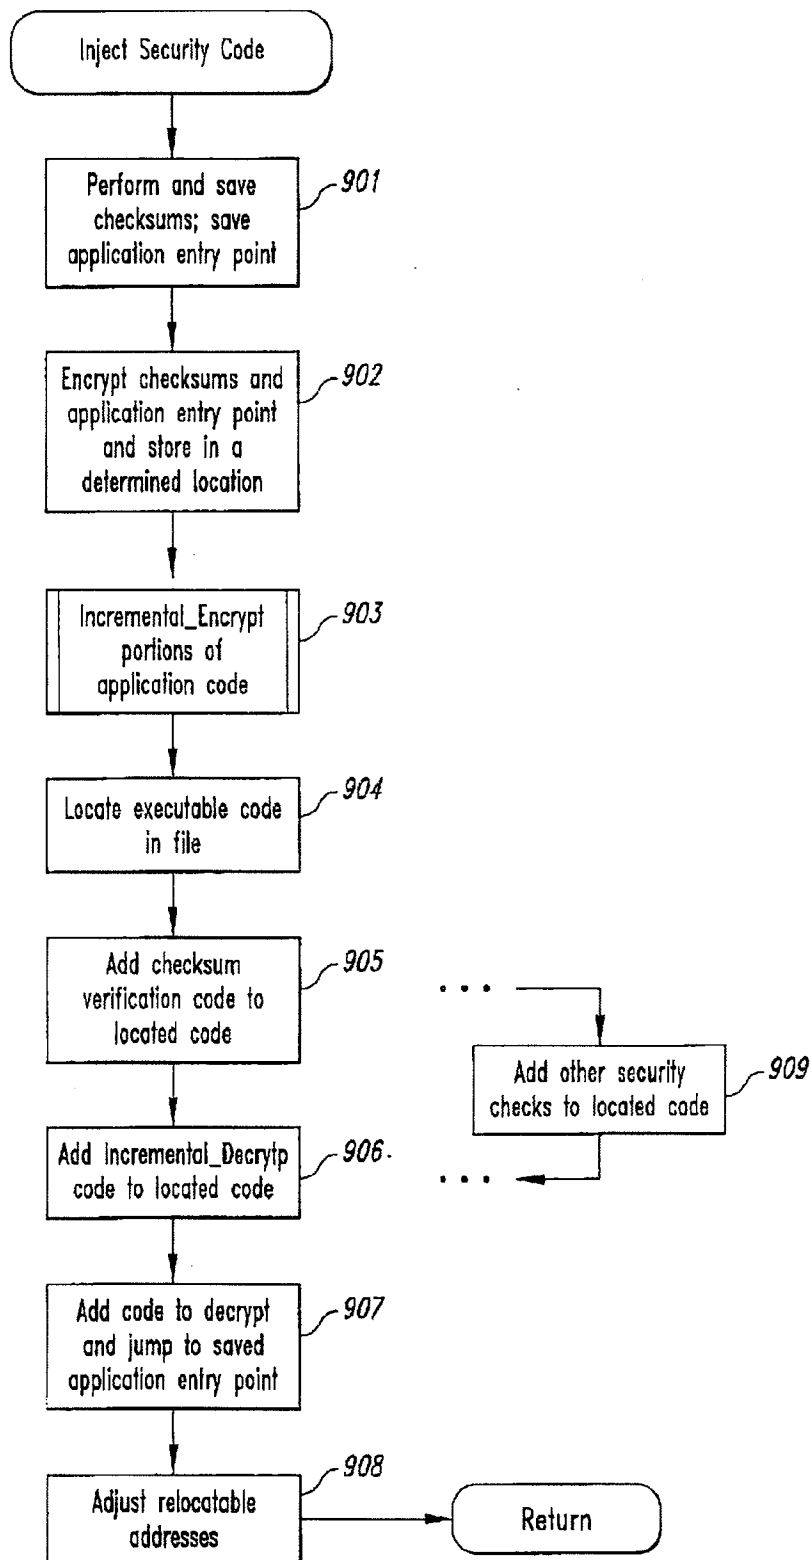 Inject Security Code
Perform and save
checksums; save
application entry point
901
Encrypt checksums and
application entry point
and store in a
determined location
902
Incremental_Encrypt
portions of
application code
903
Locate executable code
in file
904
Add checksum
verification code to
located code
905
• • •
Add other security
checks to located code
909
Add Incremental_Decrytp
code to located code
906.
• • •
Add code to decrypt
and jump to saved
application entry point
907
Adjust relocatable
addresses
908
Return